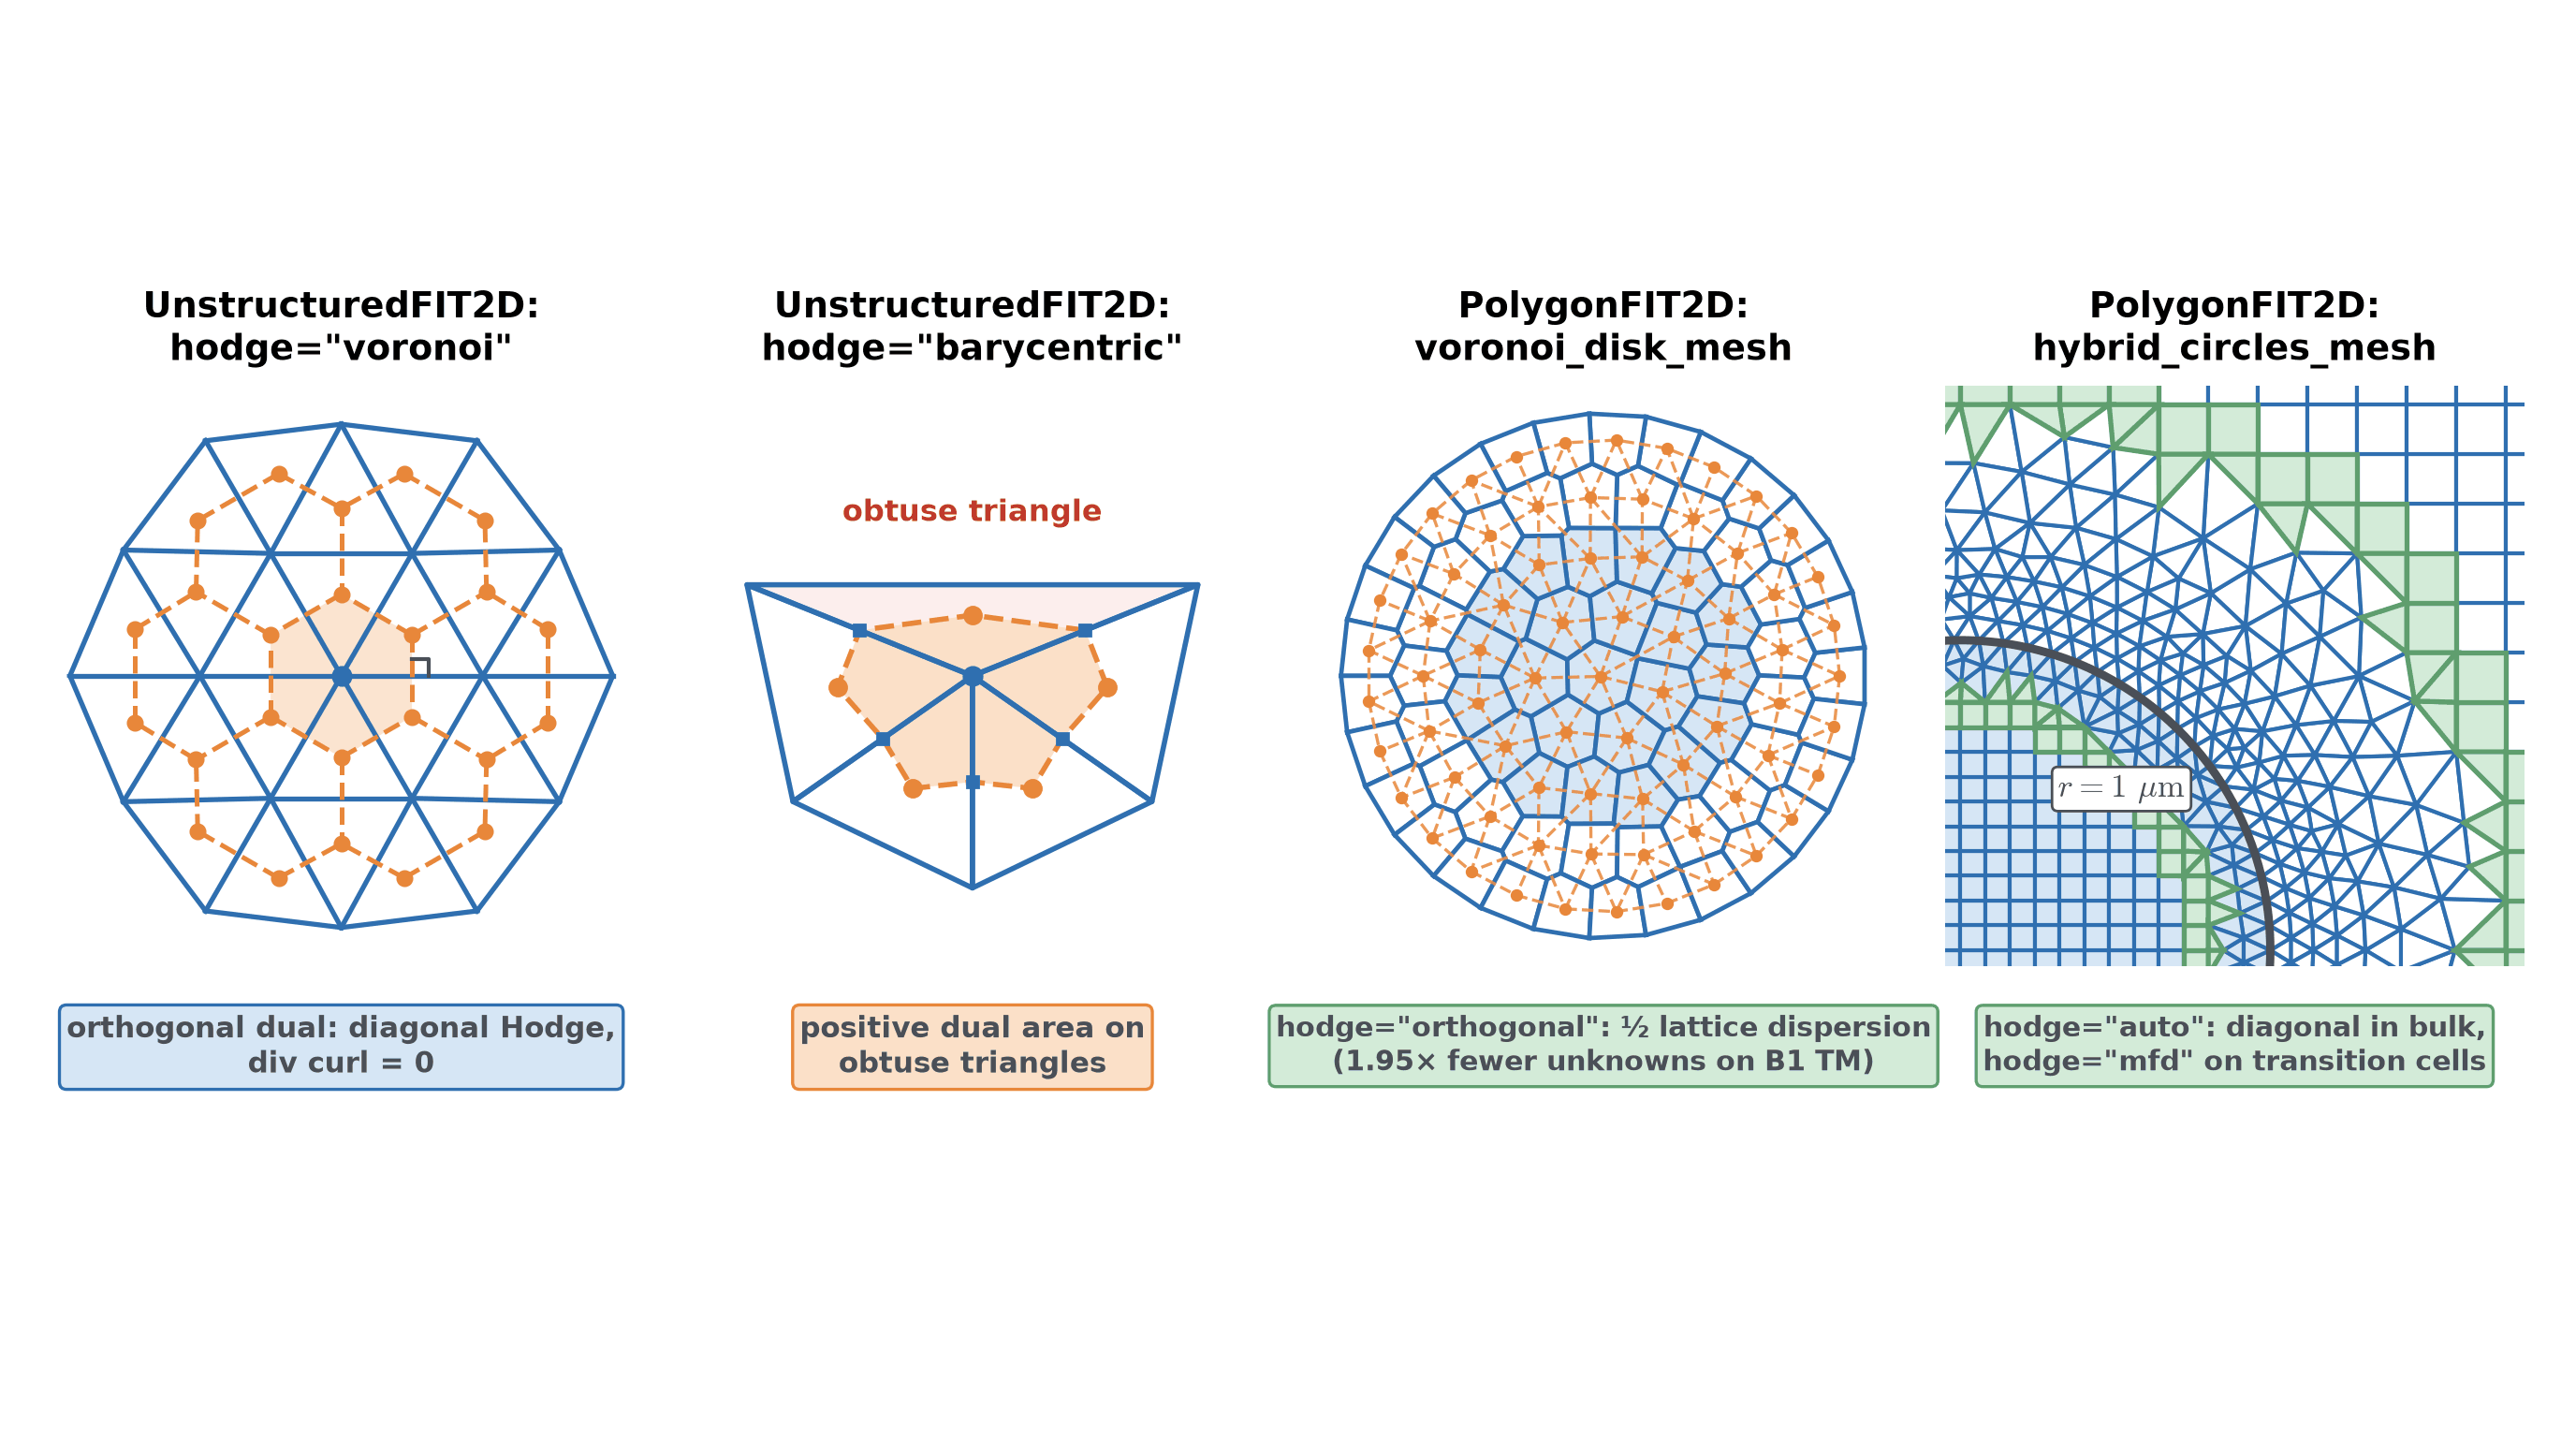 UnstructuredFIT2D:
hodge="voronoi"
UnstructuredFIT2D:
hodge="barycentric"
PolygonFIT2D:
voronoi_disk_mesh
PolygonFIT2D:
hybrid_circles_mesh
obtuse triangle
r = 1 μm
orthogonal dual: diagonal Hodge,
div curl = 0
positive dual area on
obtuse triangles
hodge="orthogonal": ½ lattice dispersion
(1.95× fewer unknowns on B1 TM)
hodge="auto": diagonal in bulk,
hodge="mfd" on transition cells